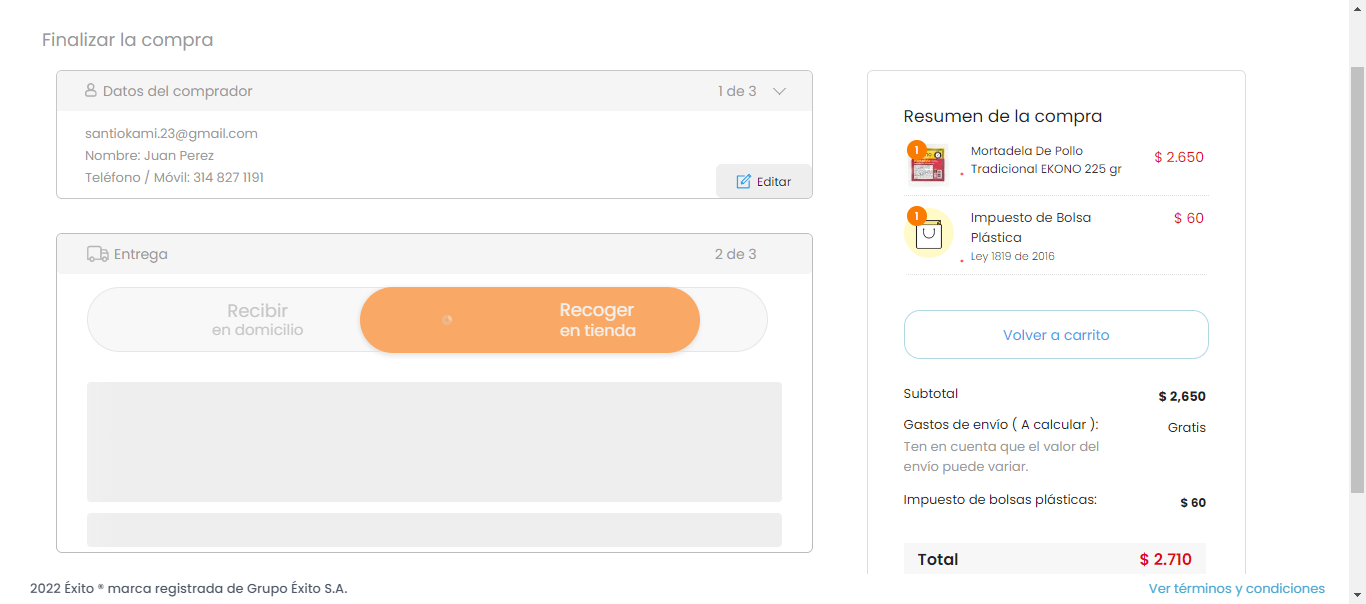 Finalizar la compra
Datos del comprador
1 de 3
santiokami.23@gmail.com
Nombre: Juan Perez
Teléfono / Móvil: 314 827 1191
Editar
Entrega
2 de 3
Recibir
en domicilio
Recoger
en tienda
Resumen de la compra
1
Mortadela De Pollo
Tradicional EKONO 225 gr
$ 2.650
1
Impuesto de Bolsa
Plástica
Ley 1819 de 2016
$ 60
Volver a carrito
Subtotal
$ 2,650
Gastos de envío ( A calcular ):
Gratis
Ten en cuenta que el valor del
envío puede variar.
Impuesto de bolsas plásticas:
$ 60
Total
$ 2.710
2022 Éxito ® marca registrada de Grupo Éxito S.A.
Ver términos y condiciones